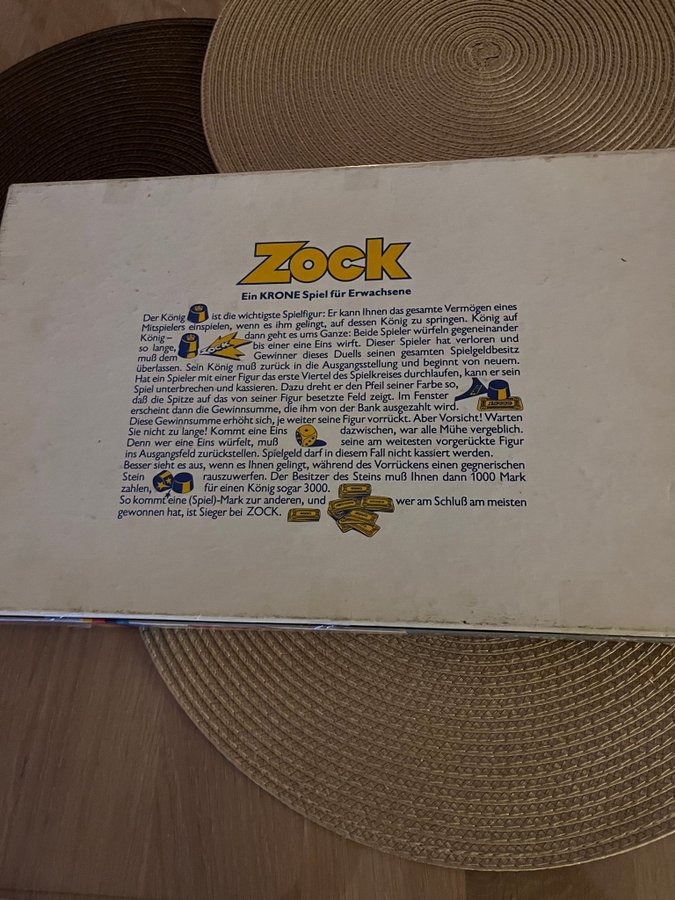 Zock
Ein KRONE Spiel für Erwachsene
Der König ist die wichtigste Spielfigur: Er kann Ihnen das gesamte Vermögen eines
Mitspielers einspielen, wenn es ihm gelingt, auf dessen König zu springen. König auf
König – dann geht es ums Ganze: Beide Spieler würfeln gegeneinander
so lange, ZOCK bis einer eine Eins wirft. Dieser Spieler hat verloren und
muß dem Gewinner dieses Duells seinen gesamten Spielgeldbesitz
überlassen. Sein König muß zurück in die Ausgangsstellung und beginnt von neuem.
Hat ein Spieler mit einer Figur das erste Viertel des Spielkreises durchlaufen, kann er sein
Spiel unterbrechen und kassieren. Dazu dreht er den Pfeil seiner Farbe so,
daß die Spitze auf das von seiner Figur besetzte Feld zeigt. Im Fenster
erscheint dann die Gewinnsumme, die ihm von der Bank ausgezahlt wird.
Diese Gewinnsumme erhöht sich, je weiter seine Figur vorrückt. Aber Vorsicht! Warten
Sie nicht zu lange! Kommt eine Eins dazwischen, war alle Mühe vergeblich.
Denn wer eine Eins würfelt, muß seine am weitesten vorgerückte Figur
ins Ausgangsfeld zurückstellen. Spielgeld darf in diesem Fall nicht kassiert werden.
Besser sieht es aus, wenn es Ihnen gelingt, während des Vorrückens einen gegnerischen
Stein rauszuwerfen. Der Besitzer des Steins muß Ihnen dann 1000 Mark
zahlen, für einen König sogar 3000.
So kommt eine (Spiel)-Mark zur anderen, und wer am Schluß am meisten
gewonnen hat, ist Sieger bei ZOCK.